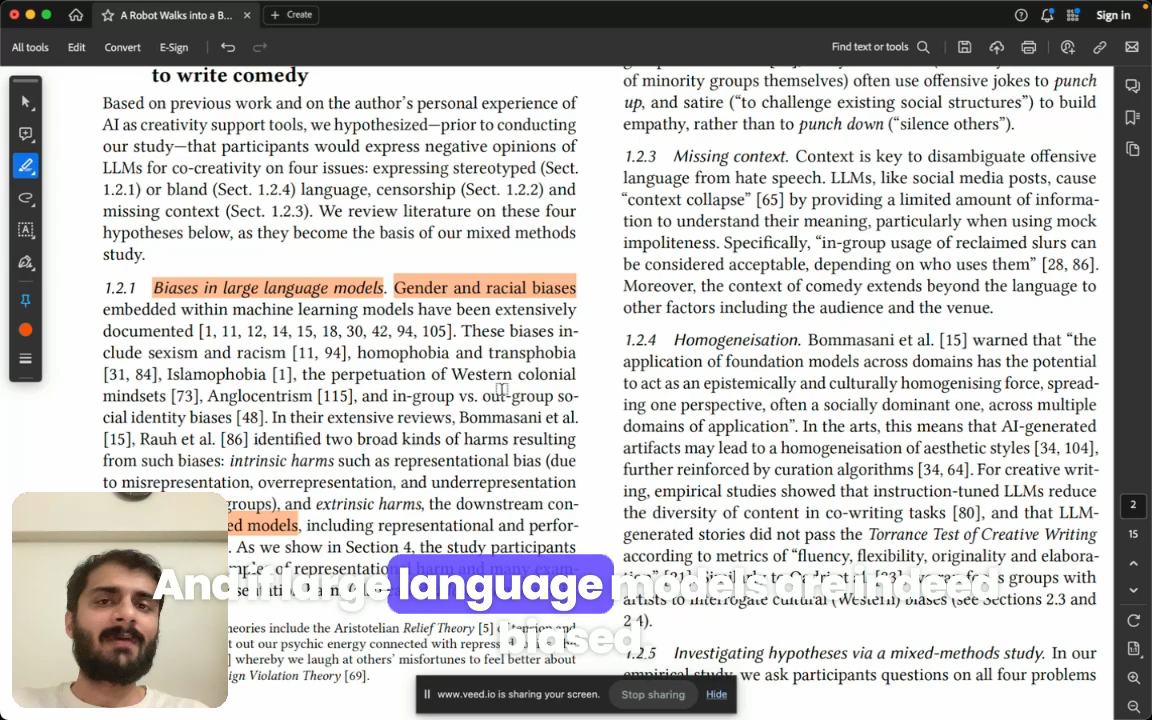 A Robot Walks into a B...
Create
Sign in
All tools
Edit
Convert
E-Sign
Find text or tools
to write comedy
Based on previous work and on the author's personal experience of
AI as creativity support tools, we hypothesized—prior to conducting
our study—that participants would express negative opinions of
LLMs for co-creativity on four issues: expressing stereotyped (Sect.
1.2.1) or bland (Sect. 1.2.4) language, censorship (Sect. 1.2.2) and
missing context (Sect. 1.2.3). We review literature on these four
hypotheses below, as they become the basis of our mixed methods
study.
1.2.1 Biases in large language models. Gender and racial biases
embedded within machine learning models have been extensively
documented [1, 11, 12, 14, 15, 18, 30, 42, 94, 105]. These biases in-
clude sexism and racism [11, 94], homophobia and transphobia
[31, 84], Islamophobia [1], the perpetuation of Western colonial
mindsets [73], Anglocentrism [115], and in-group vs. out-group so-
cial identity biases [48]. In their extensive reviews, Bommasani et al.
[15], Rauh et al. [86] identified two broad kinds of harms resulting
from such biases: intrinsic harms such as representational bias (due
to misrepresentation, overrepresentation, and underrepresentation
groups), and extrinsic harms, the downstream con-
ed models, including representational and perfor-
. As we show in Section 4, the study participants
of representational harm and many exam-
heories include the Aristotelian Relief Theory [5]
out our psychic energy connected with
whereby we laugh at others' misfortunes to feel better about
ign Violation Theory [69].
of minority groups themselves) often use offensive jokes to punch
up, and satire ("to challenge existing social structures") to build
empathy, rather than to punch down ("silence others").
1.2.3 Missing context. Context is key to disambiguate offensive
language from hate speech. LLMs, like social media posts, cause
"context collapse" [65] by providing a limited amount of informa-
tion to understand their meaning, particularly when using mock
impoliteness. Specifically, "in-group usage of reclaimed slurs can
be considered acceptable, depending on who uses them" [28, 86].
Moreover, the context of comedy extends beyond the language to
other factors including the audience and the venue.
1.2.4 Homogeneisation. Bommasani et al. [15] warned that "the
application of foundation models across domains has the potential
to act as an epistemically and culturally homogenising force, spread-
ing one perspective, often a socially dominant one, across multiple
domains of application". In the arts, this means that AI-generated
artifacts may lead to a homogeneisation of aesthetic styles [34, 104],
further reinforced by curation algorithms [34, 64]. For creative writ-
ing, empirical studies showed that instruction-tuned LLMs reduce
the diversity of content in co-writing tasks [80], and that LLM-
generated stories did not pass the Torrance Test of Creative Writing
according to metrics of "fluency, flexibility, originality and elabora-
groups with
artists to interrogate cultural (Western) biases (see Sections 2.3 and
2.4).
1.2.5 Investigating hypotheses via a mixed-methods study. In our
empirical study, we ask participants questions on all four problems
2
15
And if large language models are indeed
biased.
www.veed.io is sharing your screen.
Stop sharing
Hide